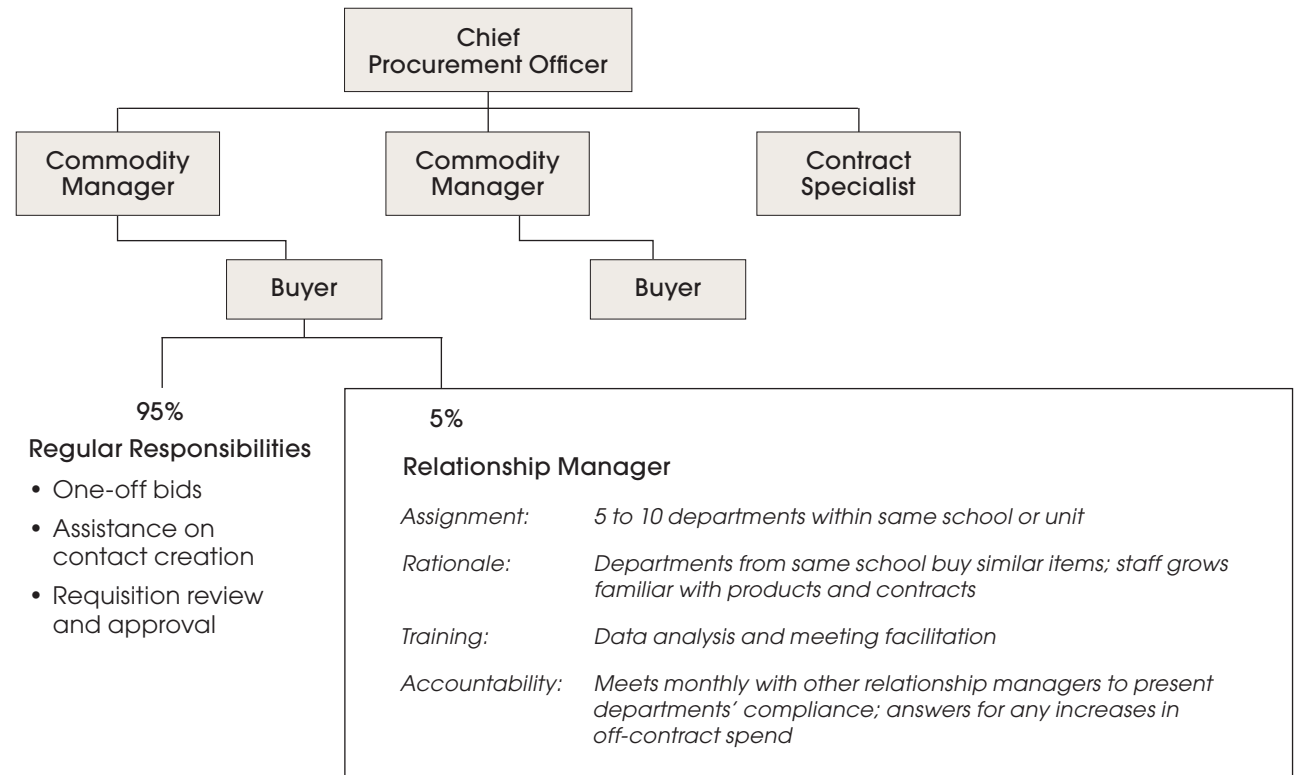 Chief
Procurement Officer
Commodity
Manager
Commodity
Manager
Contract
Specialist
Buyer
Buyer
95%
Regular Responsibilities
• One-off bids
• Assistance on
contact creation
• Requisition review
and approval
5%
Relationship Manager
Assignment: 5 to 10 departments within same school or unit
Rationale: Departments from same school buy similar items; staff grows
familiar with products and contracts
Training: Data analysis and meeting facilitation
Accountability: Meets monthly with other relationship managers to present
departments’ compliance; answers for any increases in
off-contract spend